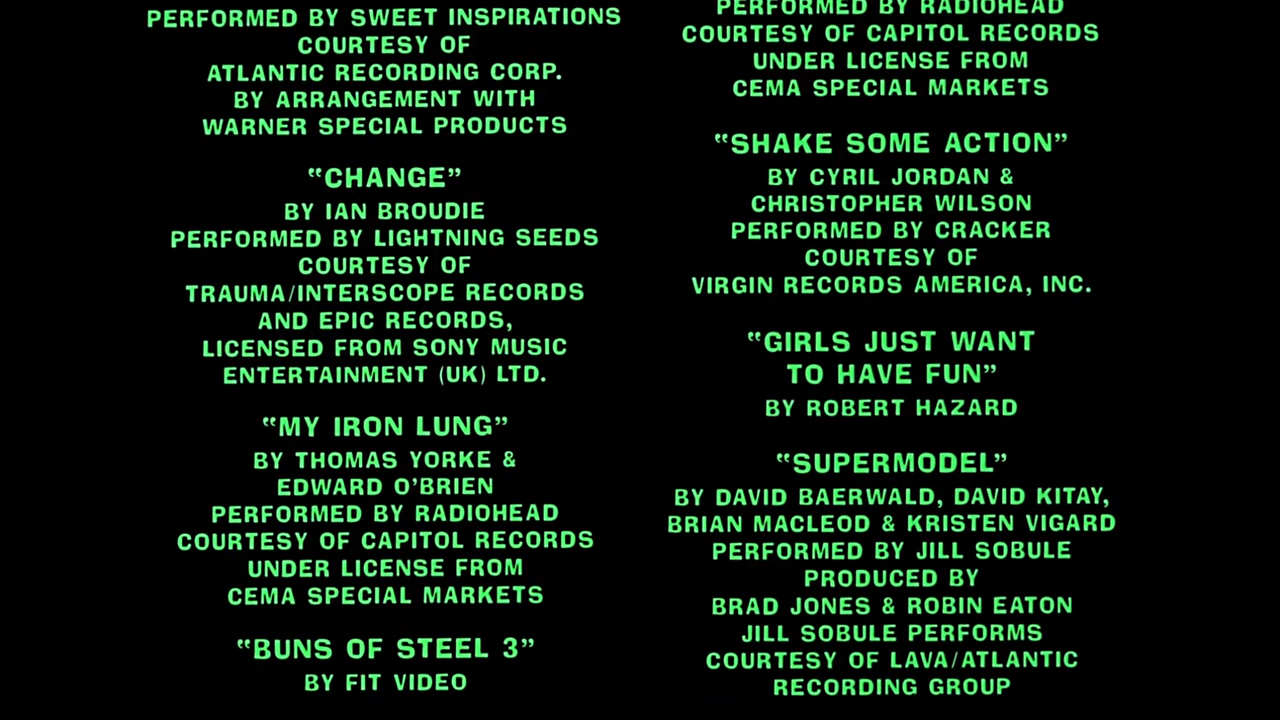 PERFORMED BY SWEET INSPIRATIONS
COURTESY OF
ATLANTIC RECORDING CORP.
BY ARRANGEMENT WITH
WARNER SPECIAL PRODUCTS
"CHANGE"
BY IAN BROUDIE
PERFORMED BY LIGHTNING SEEDS
COURTESY OF
TRAUMA/INTERSCOPE RECORDS
AND EPIC RECORDS,
LICENSED FROM SONY MUSIC
ENTERTAINMENT (UK) LTD.
"MY IRON LUNG"
BY THOMAS YORKE &
EDWARD O'BRIEN
PERFORMED BY RADIOHEAD
COURTESY OF CAPITOL RECORDS
UNDER LICENSE FROM
CEMA SPECIAL MARKETS
"BUNS OF STEEL 3"
BY FIT VIDEO
PERFORMED BY RADIOHEAD
COURTESY OF CAPITOL RECORDS
UNDER LICENSE FROM
CEMA SPECIAL MARKETS
"SHAKE SOME ACTION"
BY CYRIL JORDAN &
CHRISTOPHER WILSON
PERFORMED BY CRACKER
COURTESY OF
VIRGIN RECORDS AMERICA, INC.
"GIRLS JUST WANT
TO HAVE FUN"
BY ROBERT HAZARD
"SUPERMODEL"
BY DAVID BAERWALD, DAVID KITAY,
BRIAN MACLEOD & KRISTEN VIGARD
PERFORMED BY JILL SOBULE
PRODUCED BY
BRAD JONES & ROBIN EATON
JILL SOBULE PERFORMS
COURTESY OF LAVA/ATLANTIC
RECORDING GROUP